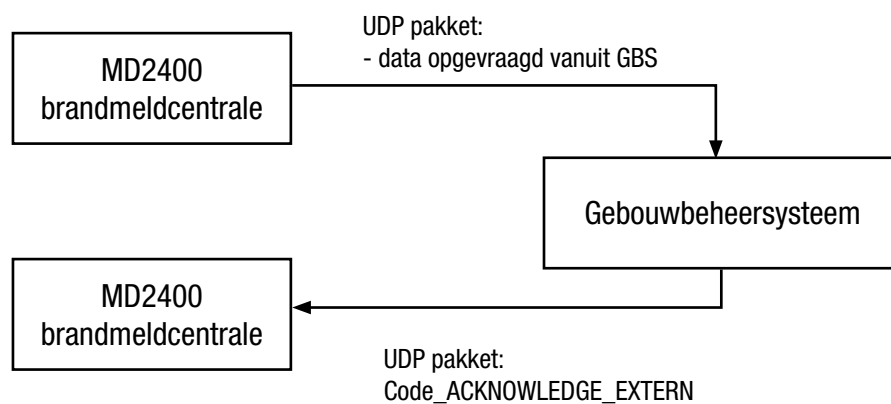 UDP pakket:
- data opgevraagd vanuit GBS
MD2400
brandmeldcentrale
Gebouwbeheersysteem
MD2400
brandmeldcentrale
UDP pakket:
Code_ACKNOWLEDGE_EXTERN